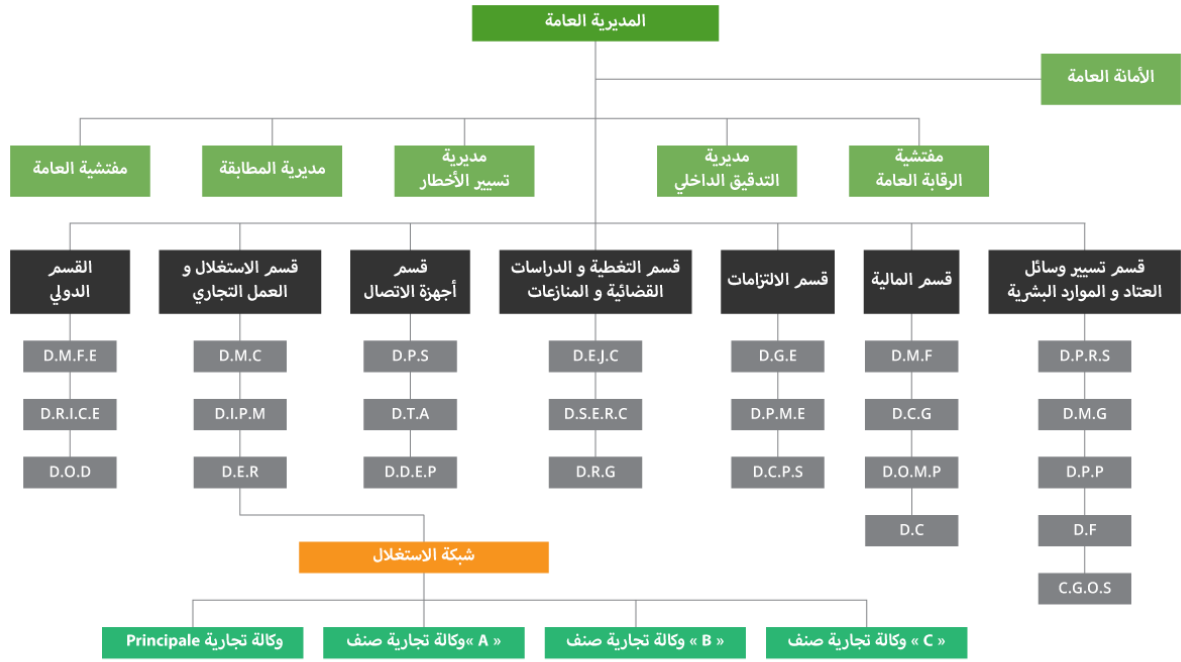 المديرية العامة
الأمانة العامة
مفتشية
الرقابة العامة
مديرية
التدقيق الداخلي
مديرية
تسيير الأخطار
مديرية المطابقة
مفتشية العامة
قسم تسيير وسائل
العتاد و الموارد البشرية
قسم المالية
قسم الالتزامات
قسم التغطية و الدراسات
القضائية و المنازعات
قسم
أجهزة الاتصال
قسم الاستغلال و
العمل التجاري
القسم
الدولي
D.P.R.S
D.M.G
D.P.P
D.F
C.G.O.S
D.M.F
D.C.G
D.O.M.P
D.C
D.G.E
D.P.M.E
D.C.P.S
D.E.J.C
D.S.E.R.C
D.R.G
D.P.S
D.T.A
D.D.E.P
D.M.C
D.I.P.M
D.E.R
D.M.F.E
D.R.I.C.E
D.O.D
شبكة الاستغلال
وكالة تجارية صنف « C »
وكالة تجارية صنف « B »
وكالة تجارية صنف« A »
وكالة تجارية Principale